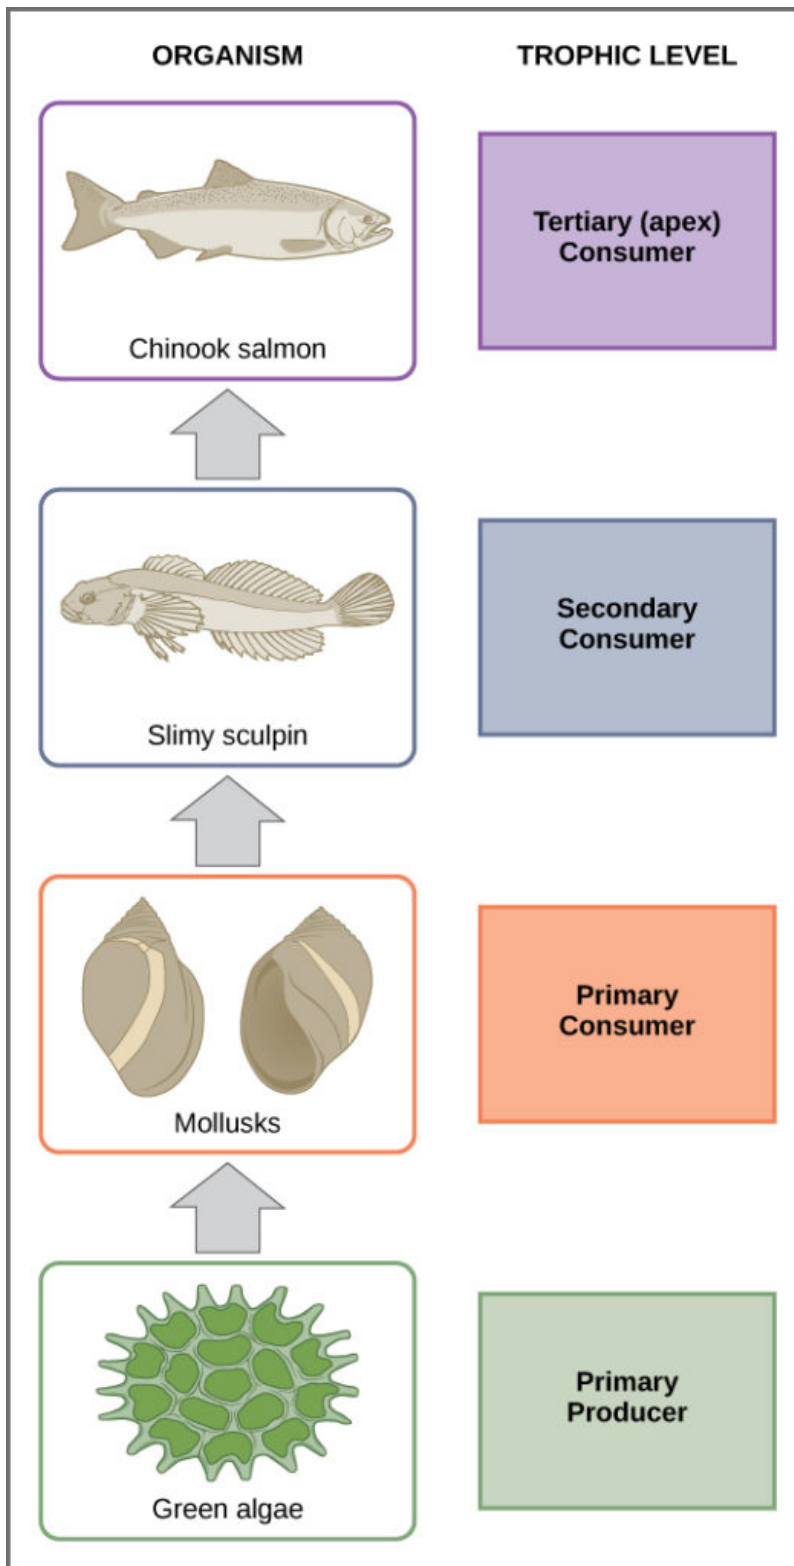 ORGANISM TROPHIC LEVEL
Tertiary (apex)
Consumer
Chinook salmon
Secondary
Consumer
Slimy sculpin
Primary
Consumer
Mollusks
Primary
Producer
Green algae